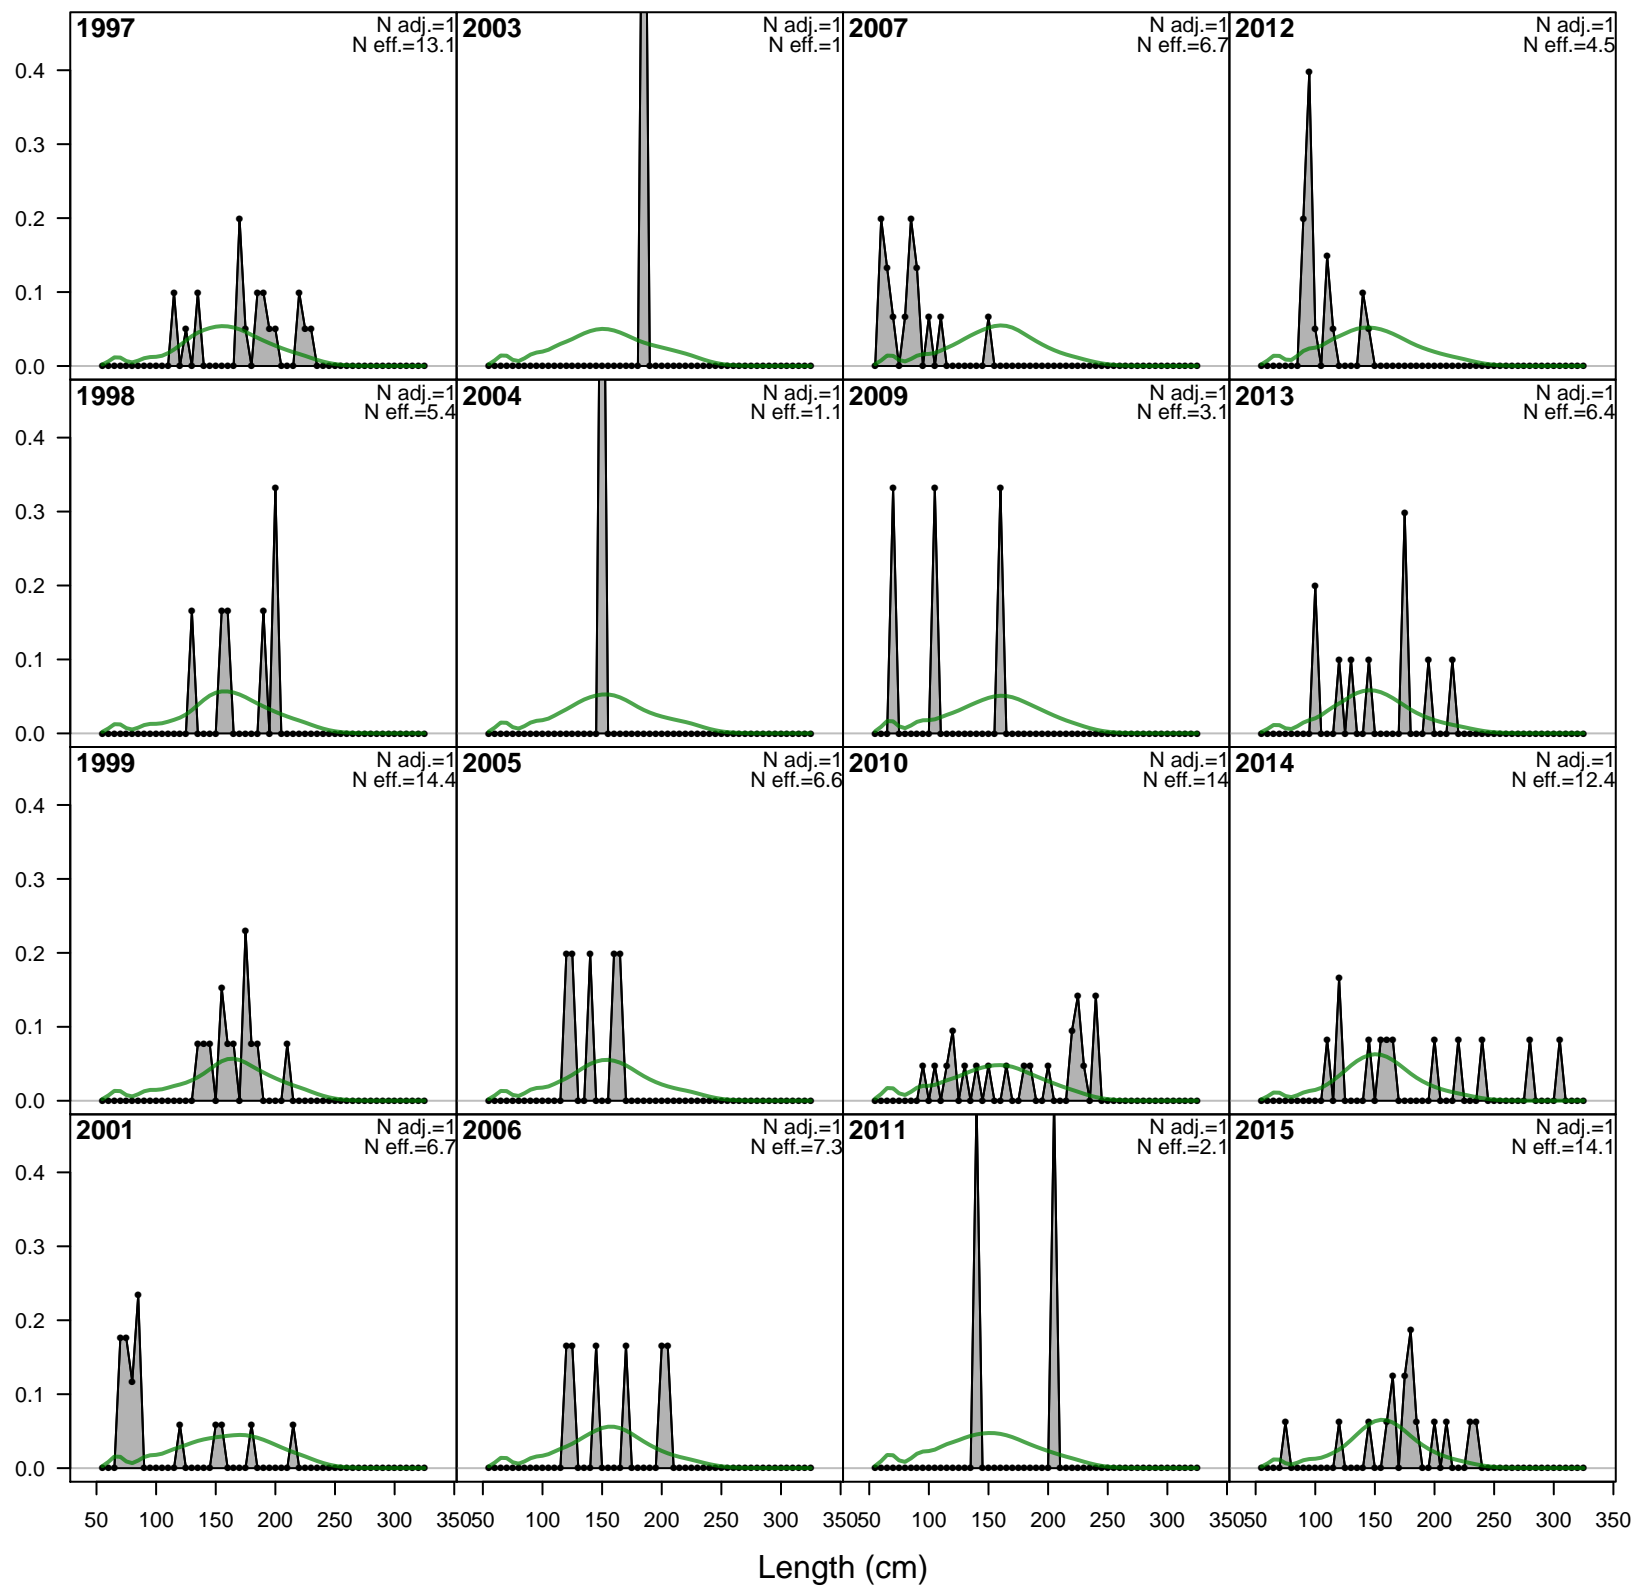 1997
N adj.=1
N eff.=13.1
2003
N adj.=1
N eff.=1
2007
N adj.=1
N eff.=6.7
2012
N adj.=1
N eff.=4.5
0.4
0.3
0.2
0.1
0.0
1998
N adj.=1
N eff.=5.4
2004
N adj.=1
N eff.=1.1
2009
N adj.=1
N eff.=3.1
2013
N adj.=1
N eff.=6.4
0.4
0.3
0.2
0.1
0.0
1999
N adj.=1
N eff.=14.4
2005
N adj.=1
N eff.=6.6
2010
N adj.=1
N eff.=14
2014
N adj.=1
N eff.=12.4
0.4
0.3
0.2
0.1
0.0
2001
N adj.=1
N eff.=6.7
2006
N adj.=1
N eff.=7.3
2011
N adj.=1
N eff.=2.1
2015
N adj.=1
N eff.=14.1
0.4
0.3
0.2
0.1
0.0
50 100 150 200 250 300 350 50 100 150 200 250 300 350 50 100 150 200 250 300 350 50 100 150 200 250 300 350
Length (cm)